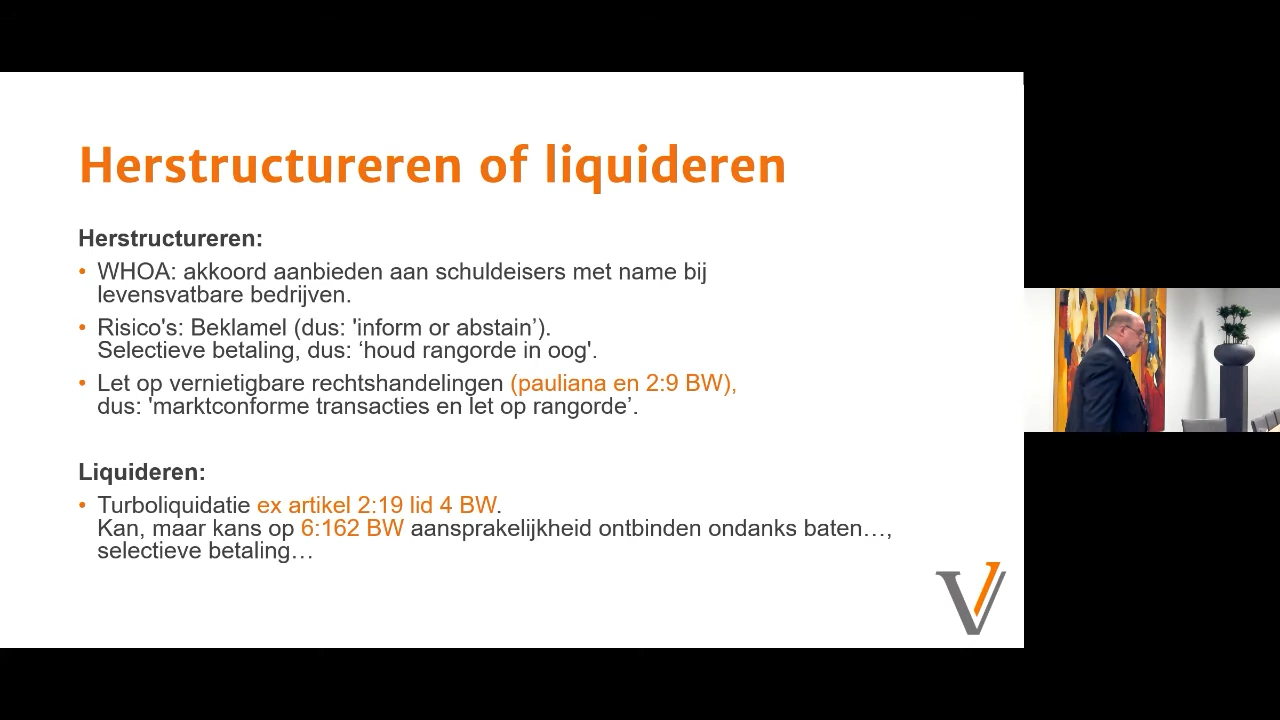 Herstructureren of liquideren
Herstructureren:
• WHOA: akkoord aanbieden aan schuldeisers met name bij
levensvatbare bedrijven.
• Risico's: Beklamel (dus: 'inform or abstain’).
Selectieve betaling, dus: ‘houd rangorde in oog'.
• Let op vernietigbare rechtshandelingen (pauliana en 2:9 BW),
dus: 'marktconforme transacties en let op rangorde’.
Liquideren:
• Turboliquidatie ex artikel 2:19 lid 4 BW.
Kan, maar kans op 6:162 BW aansprakelijkheid ontbinden ondanks baten…,
selectieve betaling…